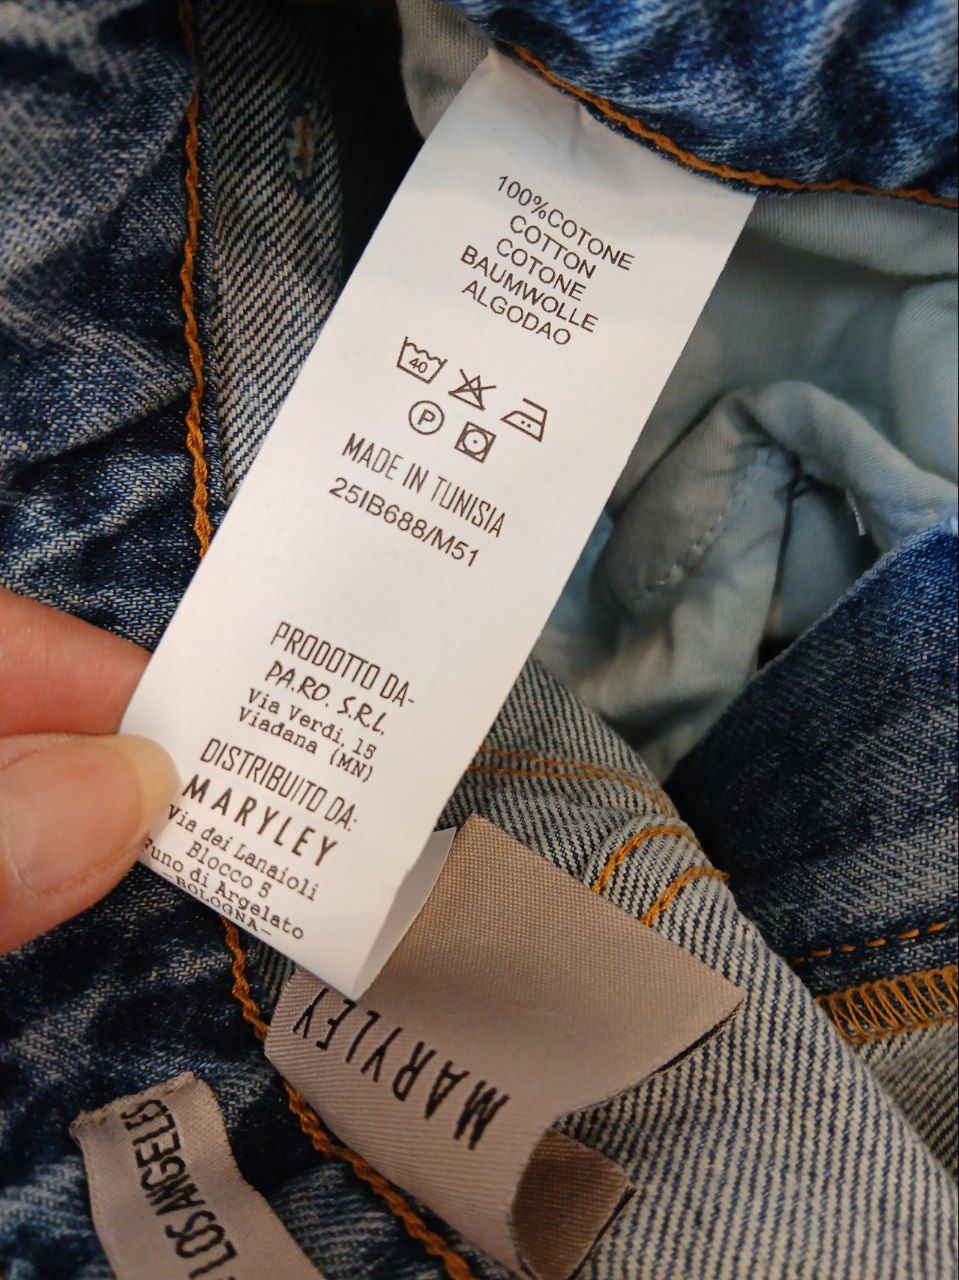 100%COTONE
COTTON
COTONE
BAUMWOLLE
ALGODAO
40
P
MADE IN TUNISIA
25IB688/M51
PRODOTTO DA-
PA.RO. S.R.L.
Via Verdi, 15
Viadana (MN)
DISTRIBUITO DA-
MARYLEY
Via dei Lanaioli
Blocco 5
Funo di Argelato
-BOLOGNA-
MARYLEY
LOS ANGELES